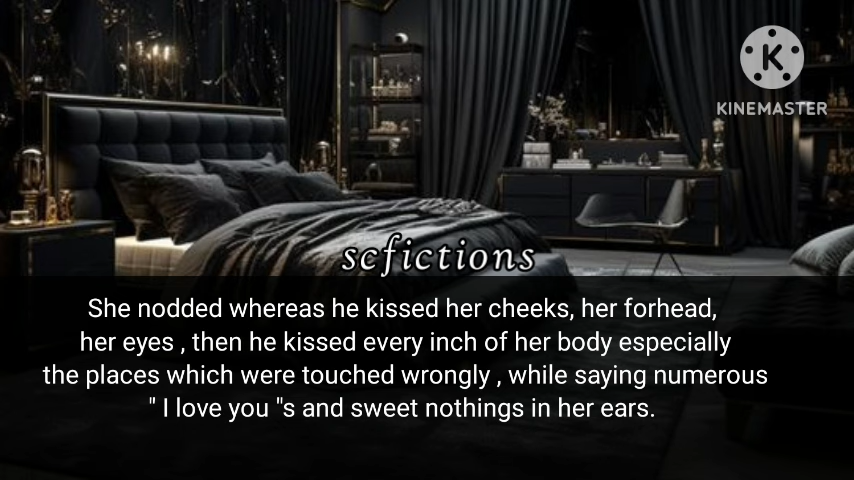 KINEMASTER
scfictions
She nodded whereas he kissed her cheeks, her forhead,
her eyes , then he kissed every inch of her body especially
the places which were touched wrongly , while saying numerous
" I love you "s and sweet nothings in her ears.